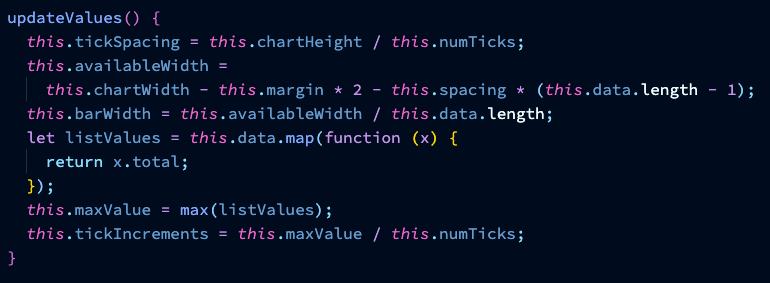 updateValues() {
  this.tickSpacing = this.chartHeight / this.numTicks;
  this.availableWidth =
    this.chartWidth - this.margin * 2 - this.spacing * (this.data.length - 1);
  this.barWidth = this.availableWidth / this.data.length;
  let listValues = this.data.map(function (x) {
    return x.total;
  });
  this.maxValue = max(listValues);
  this.tickIncrements = this.maxValue / this.numTicks;
}